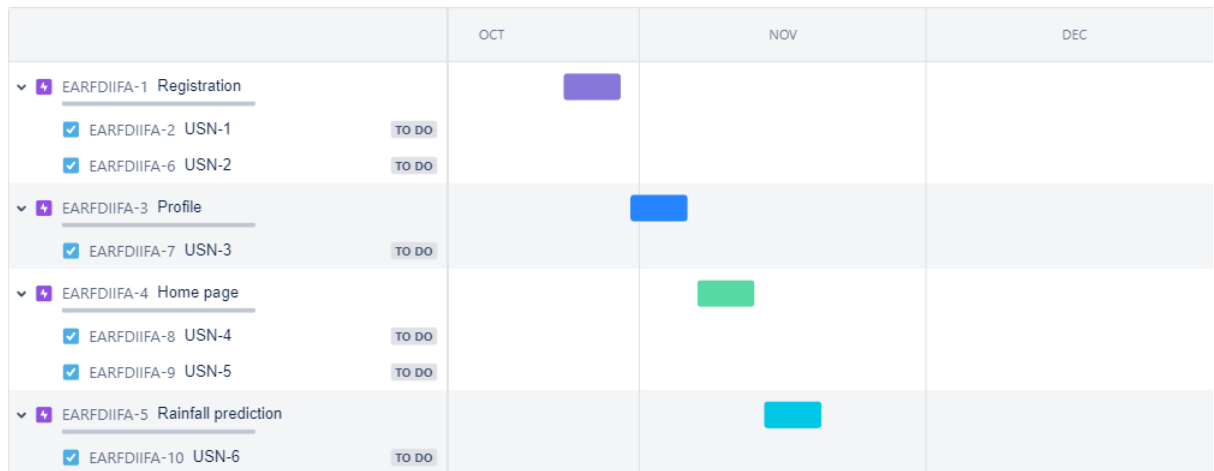 OCT NOV DEC
EARFDIIFA-1 Registration
EARFDIIFA-2 USN-1 TO DO
EARFDIIFA-6 USN-2 TO DO
EARFDIIFA-3 Profile
EARFDIIFA-7 USN-3 TO DO
EARFDIIFA-4 Home page
EARFDIIFA-8 USN-4 TO DO
EARFDIIFA-9 USN-5 TO DO
EARFDIIFA-5 Rainfall prediction
EARFDIIFA-10 USN-6 TO DO